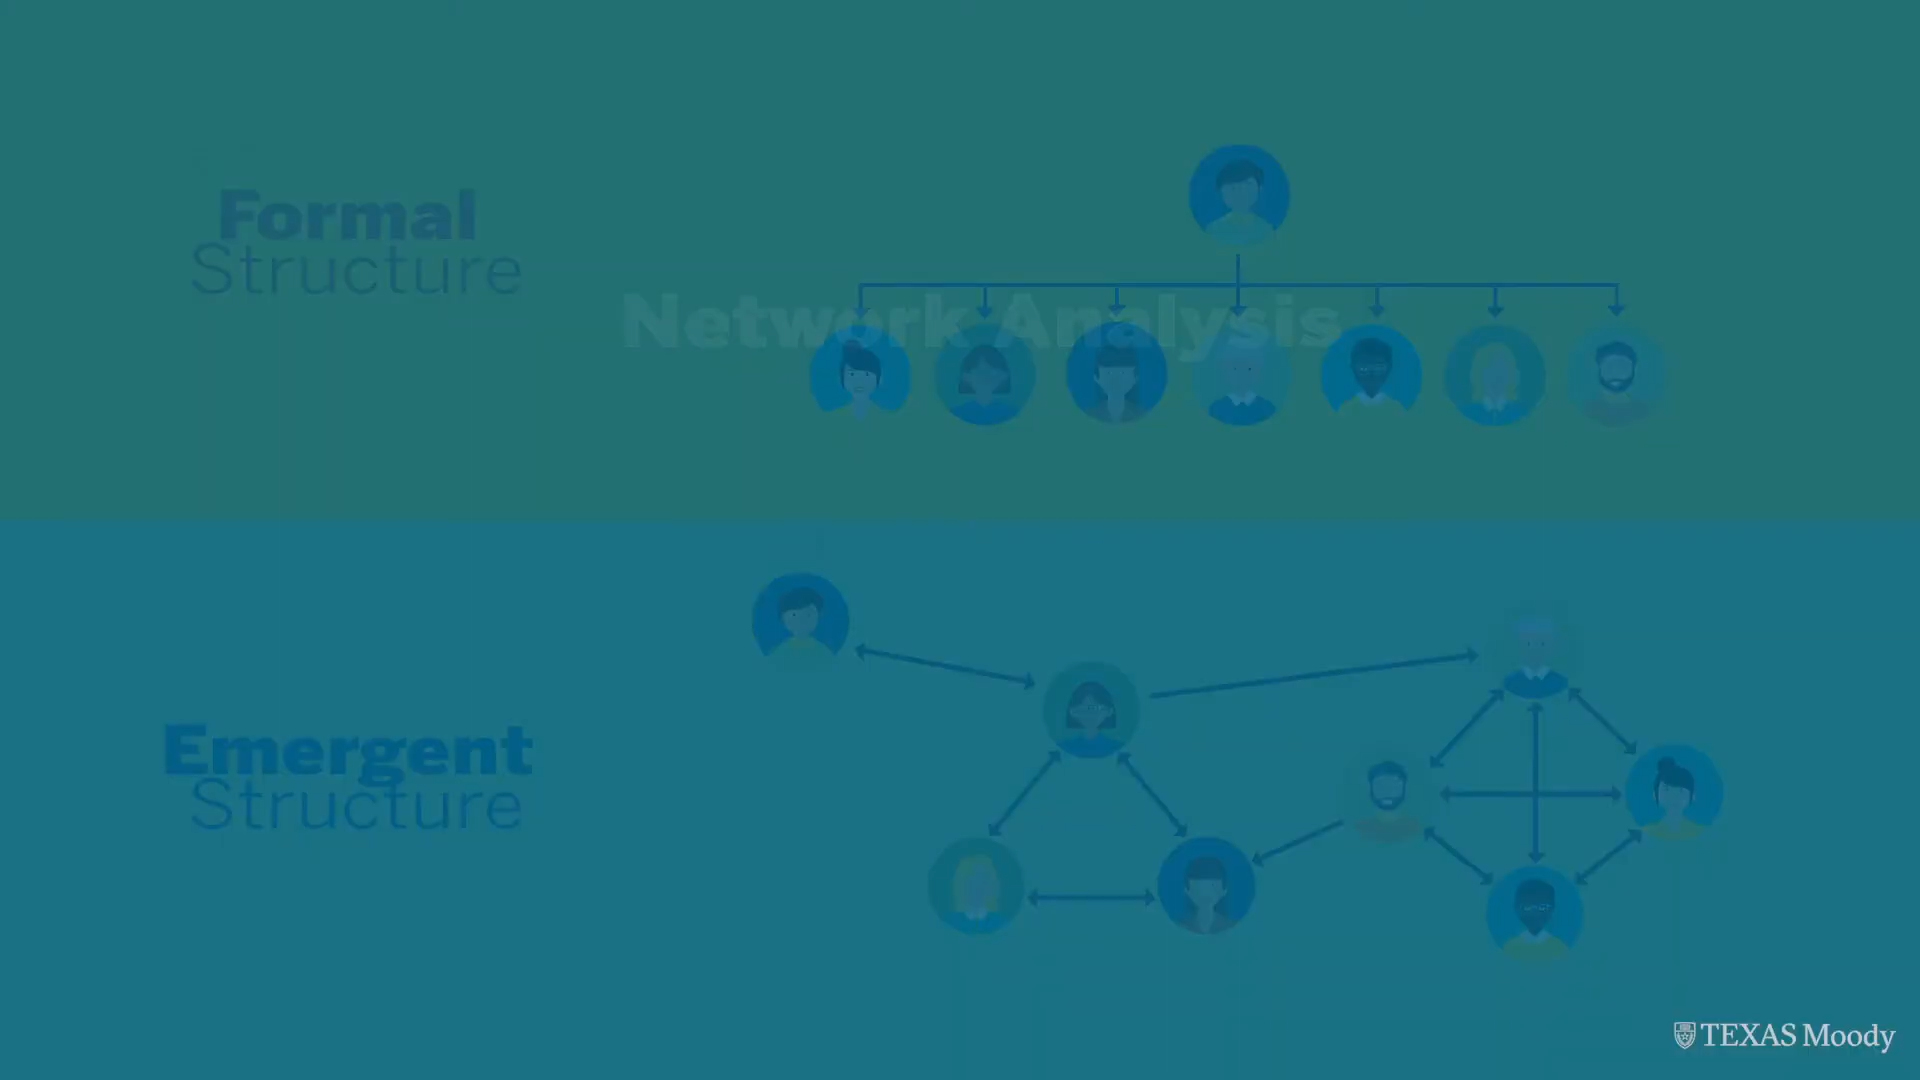 Formal
Structure
Network Analysis
Emergent
Structure
TEXAS Moody